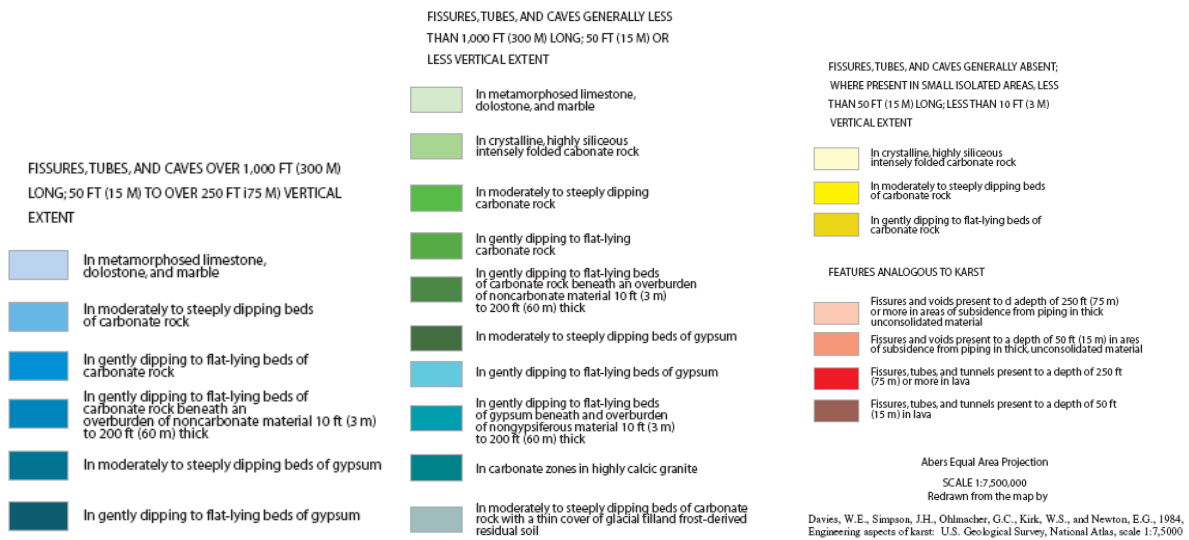 FISSURES, TUBES, AND CAVES OVER 1,000 FT (300 M)
LONG; 50 FT (15 M) TO OVER 250 FT i75 M) VERTICAL
EXTENT
In metamorphosed limestone,
dolostone, and marble
In moderately to steeply dipping beds
of carbonate rock
In gently dipping to flat-lying beds of
carbonate rock
In gently dipping to flat-lying beds of
carbonate rock beneath an
overburden of noncarbonate material 10 ft (3 m)
to 200 ft (60 m) thick
In moderately to steeply dipping beds of gypsum
In gently dipping to flat-lying beds of gypsum
FISSURES, TUBES, AND CAVES GENERALLY LESS
THAN 1,000 FT (300 M) LONG; 50 FT (15 M) OR
LESS VERTICAL EXTENT
In metamorphosed limestone,
dolostone, and marble
In crystalline, highly siliceous
intensely folded cabonate rock
In moderately to steeply dipping
carbonate rock
In gently dipping to flat-lying
carbonate rock
In gently dipping to flat-lying beds
of carbonate rock beneath an overburden
of noncarbonate material 10 ft (3 m)
to 200 ft (60 m) thick
In moderately to steeply dipping beds of gypsum
In gently dipping to flat-lying beds of gypsum
In gently dipping to flat-lying beds
of gypsum beneath and overburden
of nongypsiferous material 10 ft (3 m)
to 200 ft (60 m) thick
In carbonate zones in highly calcic granite
In moderately to steeply dipping beds of carbonate
rock with a thin cover of glacial tilland frost-derived
residual soil
FISSURES, TUBES, AND CAVES GENERALLY ABSENT;
WHERE PRESENT IN SMALL ISOLATED AREAS, LESS
THAN 50 FT (15 M) LONG; LESS THAN 10 FT (3 M)
VERTICAL EXTENT
In crystalline, highly siliceous
intensely folded carbonate rock
In moderately to steeply dipping beds
of carbonate rock
In gently dipping to flat-lying beds of
carbonate rock
FEATURES ANALOGOUS TO KARST
Fissures and voids present to d adepth of 250 ft (75 m)
or more in areas of subsidence from piping in thick
unconsolidated material
Fissures and voids present to a depth of 50 ft (15 m) in ares
of subsidence from piping in thick, unconsolidated material
Fissures, tubes, and tunnels present to a depth of 250 ft
(75 m) or more in lava
Fissures, tubes, and tunnels present to a depth of 50 ft
(15 m) in lava
Abers Equal Area Projection
SCALE 1:7,500,000
Redrawn from the map by
Davies, W.E., Simpson, J.H., Ohlmacher, G.C., Kirk, W.S., and Newton, E.G., 1984,
Engineering aspects of karst: U.S. Geological Survey, National Atlas, scale 1:7,5000